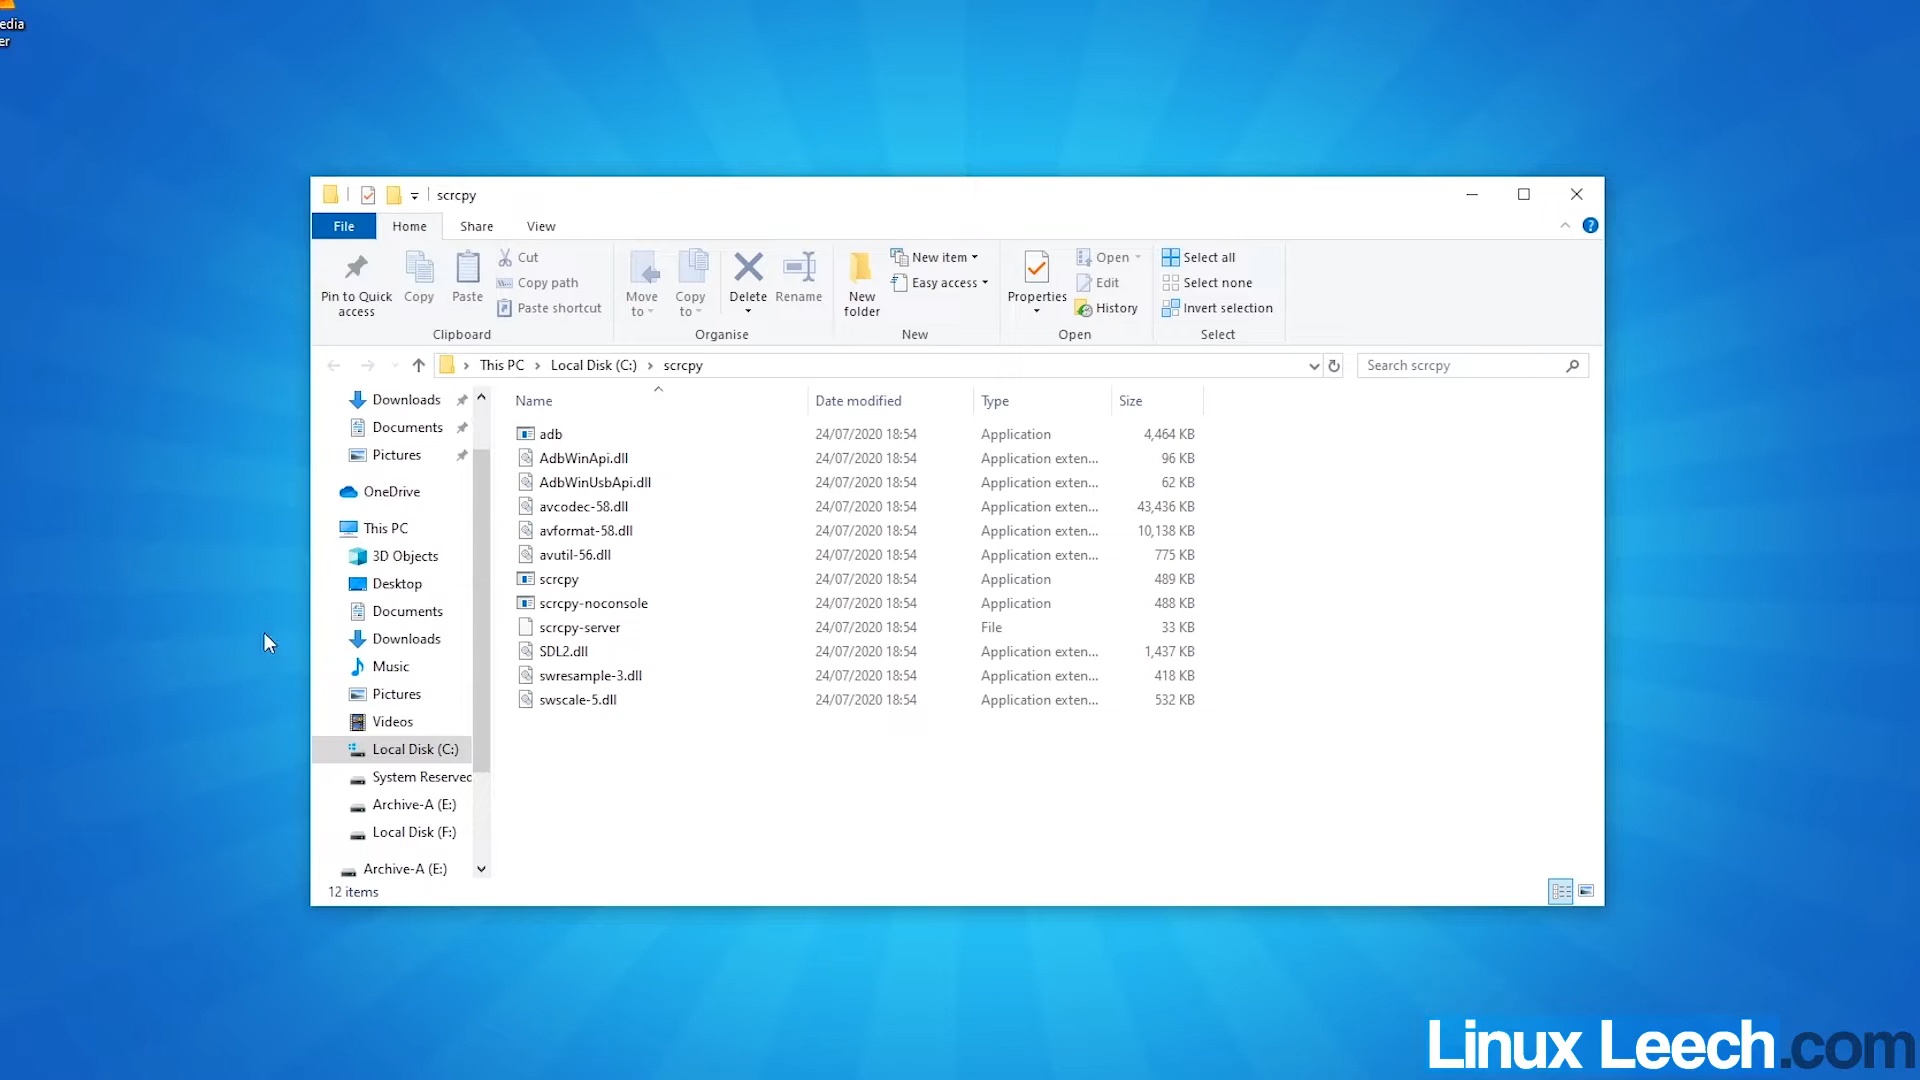 edia
er
scrcpy
File Home Share View
Pin to Quick access
Copy
Paste
Cut
Copy path
Paste shortcut
Clipboard
Move to
Copy to
Delete
Rename
Organise
New folder
New item
Easy access
New
Properties
Open
Edit
History
Open
Select all
Select none
Invert selection
Select
This PC > Local Disk (C:) > scrcpy
Search scrcpy
Downloads
Documents
Pictures
OneDrive
This PC
3D Objects
Desktop
Documents
Downloads
Music
Pictures
Videos
Local Disk (C:)
System Reserved
Archive-A (E:)
Local Disk (F:)
Archive-A (E:)
Name Date modified Type Size
adb 24/07/2020 18:54 Application 4,464 KB
AdbWinApi.dll 24/07/2020 18:54 Application exten... 96 KB
AdbWinUsbApi.dll 24/07/2020 18:54 Application exten... 62 KB
avcodec-58.dll 24/07/2020 18:54 Application exten... 43,436 KB
avformat-58.dll 24/07/2020 18:54 Application exten... 10,138 KB
avutil-56.dll 24/07/2020 18:54 Application exten... 775 KB
scrcpy 24/07/2020 18:54 Application 489 KB
scrcpy-noconsole 24/07/2020 18:54 Application 488 KB
scrcpy-server 24/07/2020 18:54 File 33 KB
SDL2.dll 24/07/2020 18:54 Application exten... 1,437 KB
swresample-3.dll 24/07/2020 18:54 Application exten... 418 KB
swscale-5.dll 24/07/2020 18:54 Application exten... 532 KB
12 items
Linux Leech.com